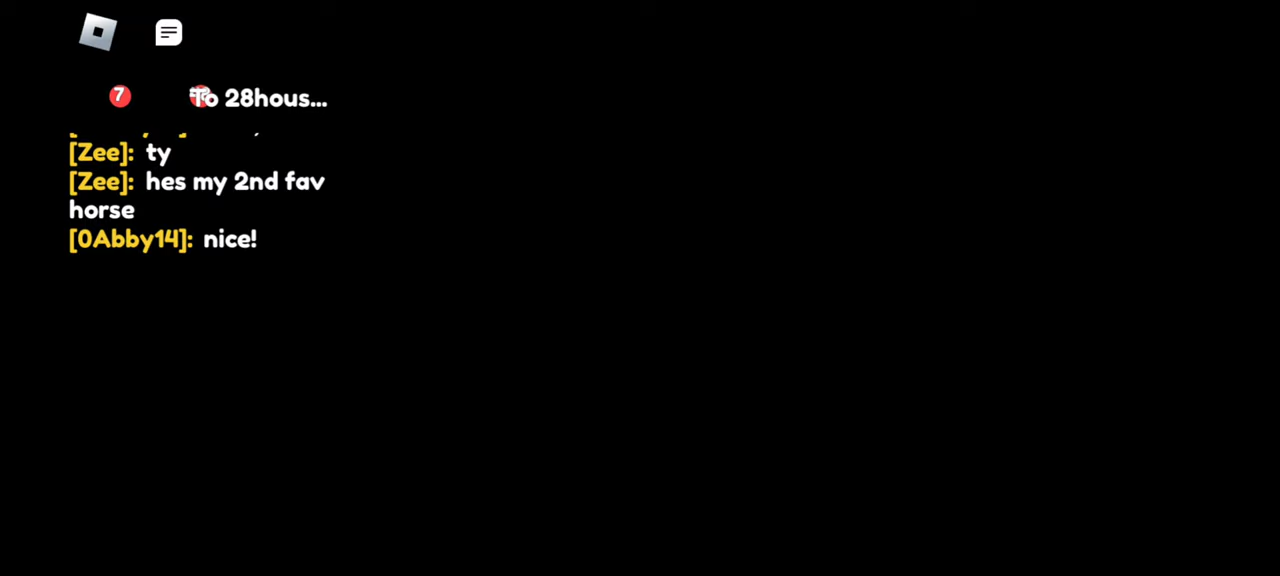 7
To 28hous...
[Zee]: ty
[Zee]: hes my 2nd fav
horse
[0Abby14]: nice!